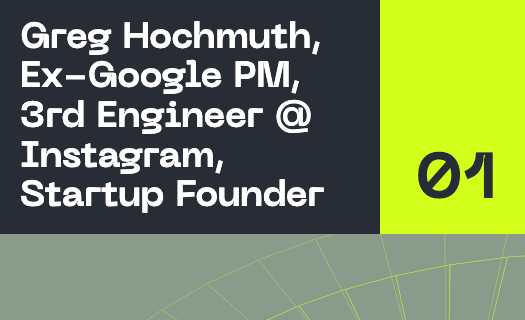 Greg Hochmuth,
Ex–Google PM,
3rd Engineer @
Instagram,
Startup Founder
01